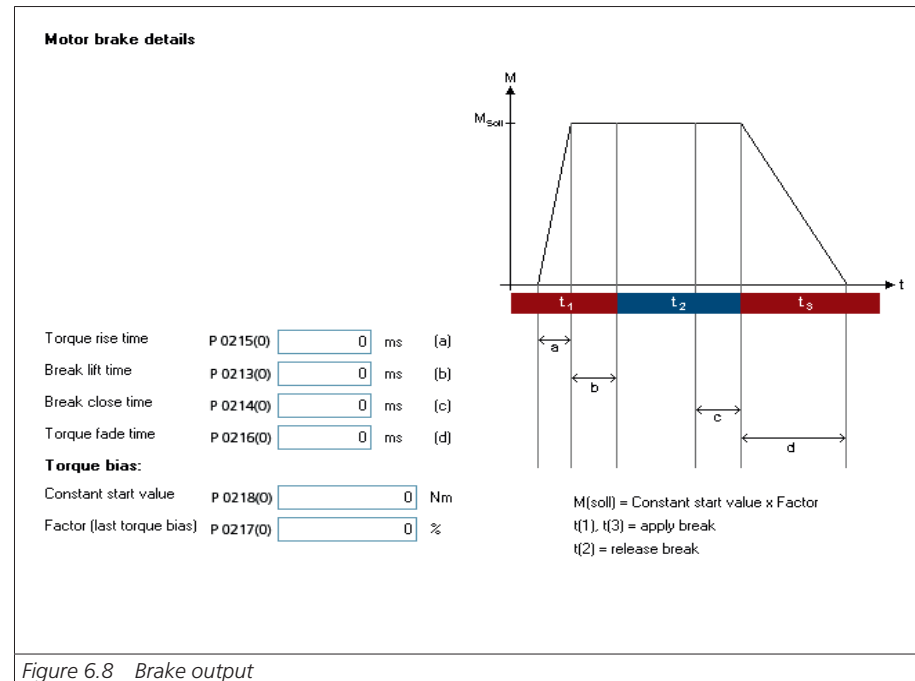 Motor brake details
M
M Soll
t
t1 t2 t3
a
b
c
d
Torque rise time P 0215(0) 0 ms (a)
Break lift time P 0213(0) 0 ms (b)
Break close time P 0214(0) 0 ms (c)
Torque fade time P 0216(0) 0 ms (d)
Torque bias:
Constant start value P 0218(0) 0 Nm
Factor (last torque bias) P 0217(0) 0 %
M(soll) = Constant start value x Factor
t(1), t(3) = apply break
t(2) = release break
Figure 6.8 Brake output